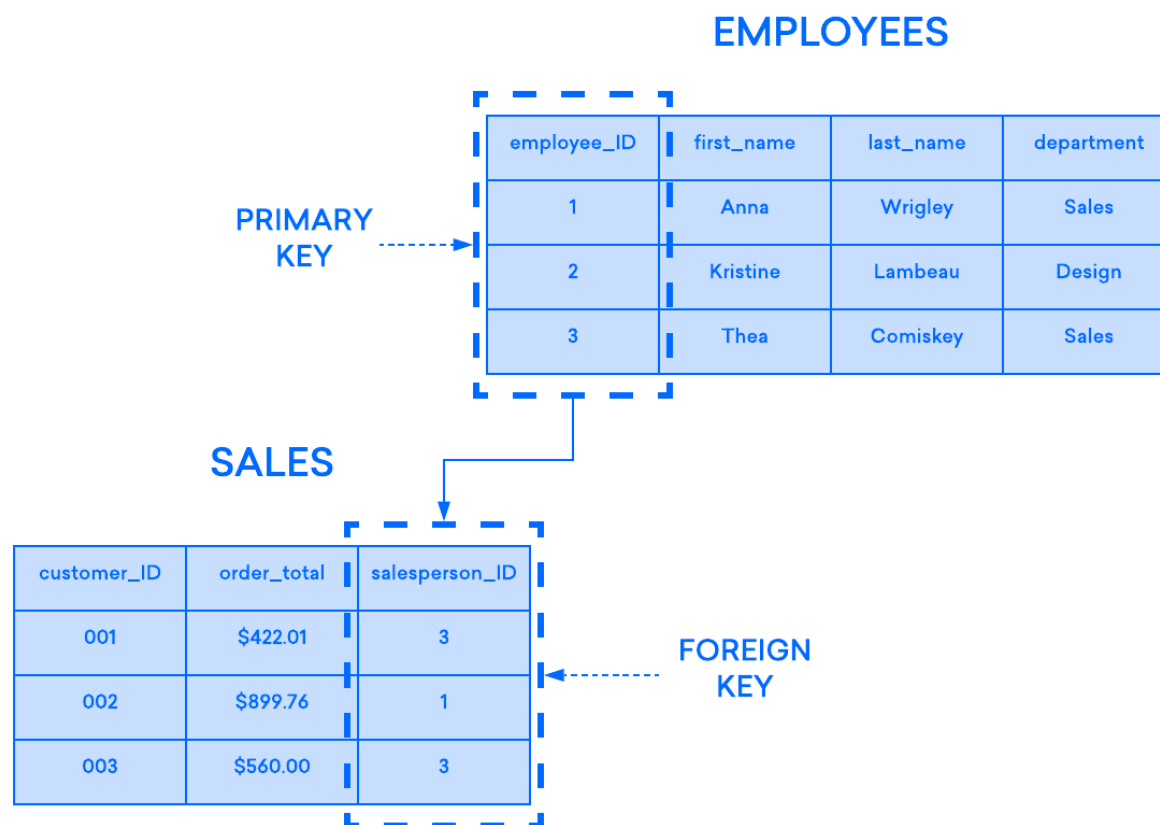 EMPLOYEES
employee_ID first_name last_name department
1 Anna Wrigley Sales
2 Kristine Lambeau Design
3 Thea Comiskey Sales
PRIMARY
KEY
SALES
customer_ID order_total salesperson_ID
001 $422.01 3
002 $899.76 1
003 $560.00 3
FOREIGN
KEY